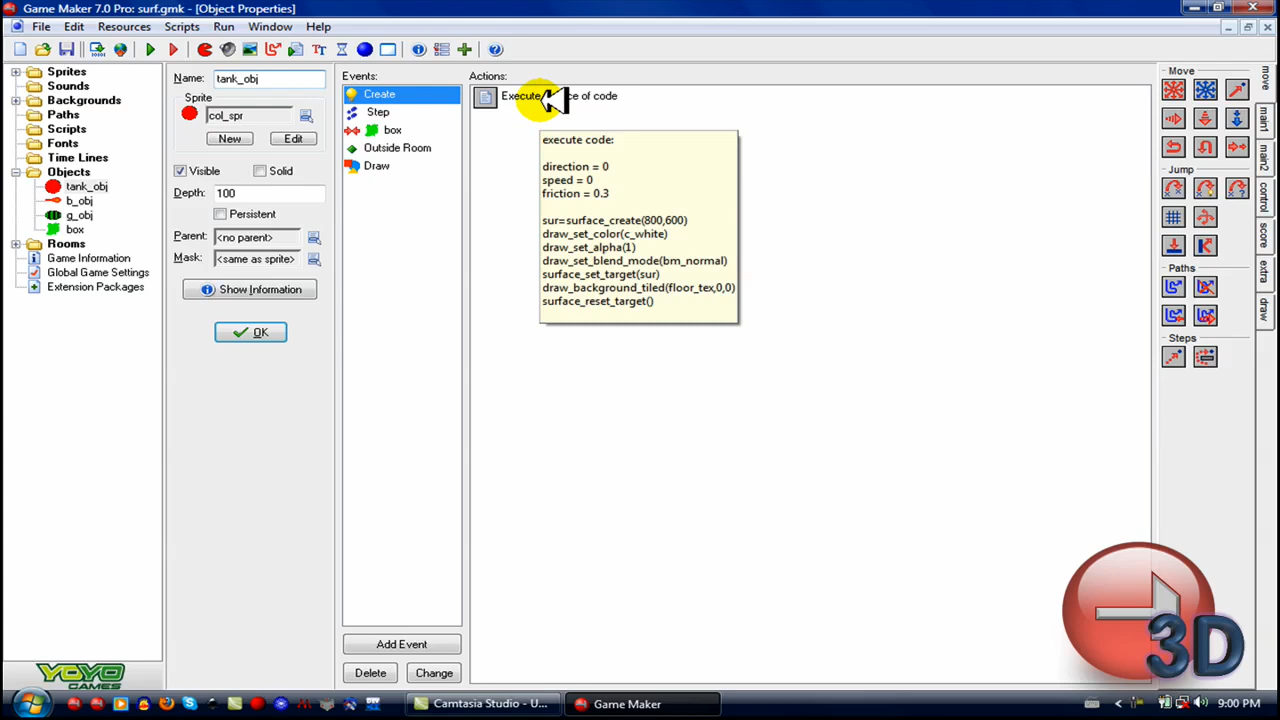 Game Maker 7.0 Pro: surf.gmk - [Object Properties]
File Edit Resources Scripts Run Window Help
Sprites
Sounds
Backgrounds
Paths
Scripts
Fonts
Time Lines
Objects
tank_obj
b_obj
g_obj
box
Rooms
Game Information
Global Game Settings
Extension Packages
YOYO
GAMES
Name: tank_obj
Sprite
col_spr
New Edit
Visible Solid
Depth: 100
Persistent
Parent: <no parent>
Mask: <same as sprite>
Show Information
OK
Events:
Create
Step
box
Outside Room
Draw
Add Event
Delete Change
Actions:
Execute ce of code
execute code:
direction = 0
speed = 0
friction = 0.3
sur=surface_create(800,600)
draw_set_color(c_white)
draw_set_alpha(1)
draw_set_blend_mode(bm_normal)
surface_set_target(sur)
draw_background_tiled(floor_tex,0,0)
surface_reset_target()
Move
Jump
Paths
Steps
move
main1
main2
control
score
extra
draw
3D
Camtasia Studio - U...
Game Maker
9:00 PM